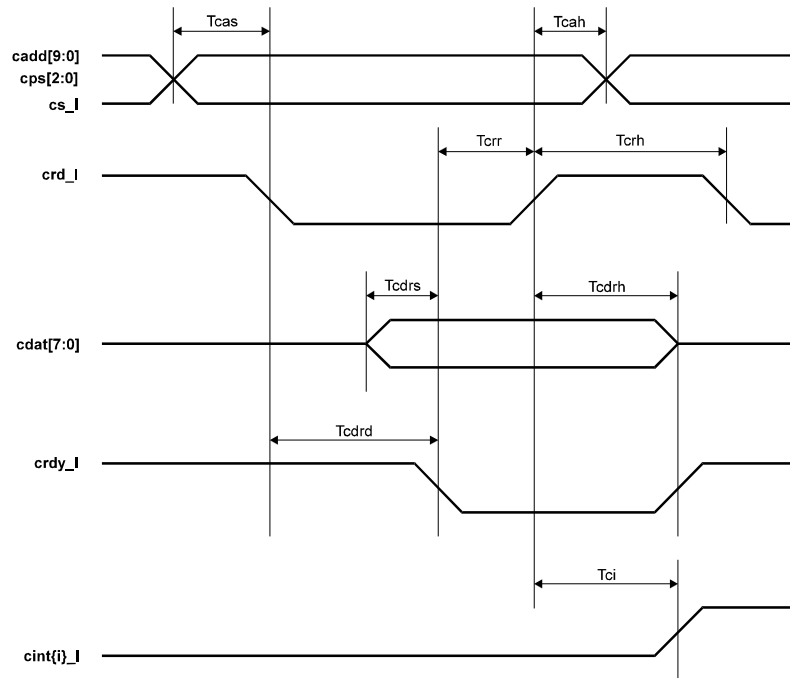 Tcas
Tcah
cadd[9:0]
cps[2:0]
cs_l
Tcrr
Tcrh
crd_l
Tcdrs
Tcdrh
cdat[7:0]
Tcdrd
crdy_l
Tci
cint{i}_l